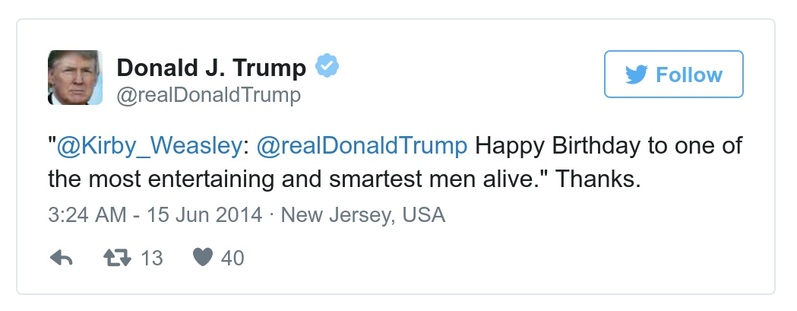 Donald J. Trump
@realDonaldTrump
Follow
"@Kirby_Weasley: @realDonaldTrump Happy Birthday to one of
the most entertaining and smartest men alive." Thanks.
3:24 AM - 15 Jun 2014 · New Jersey, USA
13 40